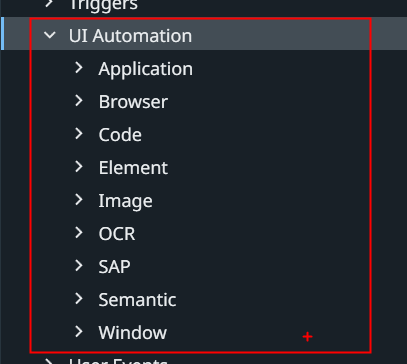 Triggers
UI Automation
Application
Browser
Code
Element
Image
OCR
SAP
Semantic
Window
User Events